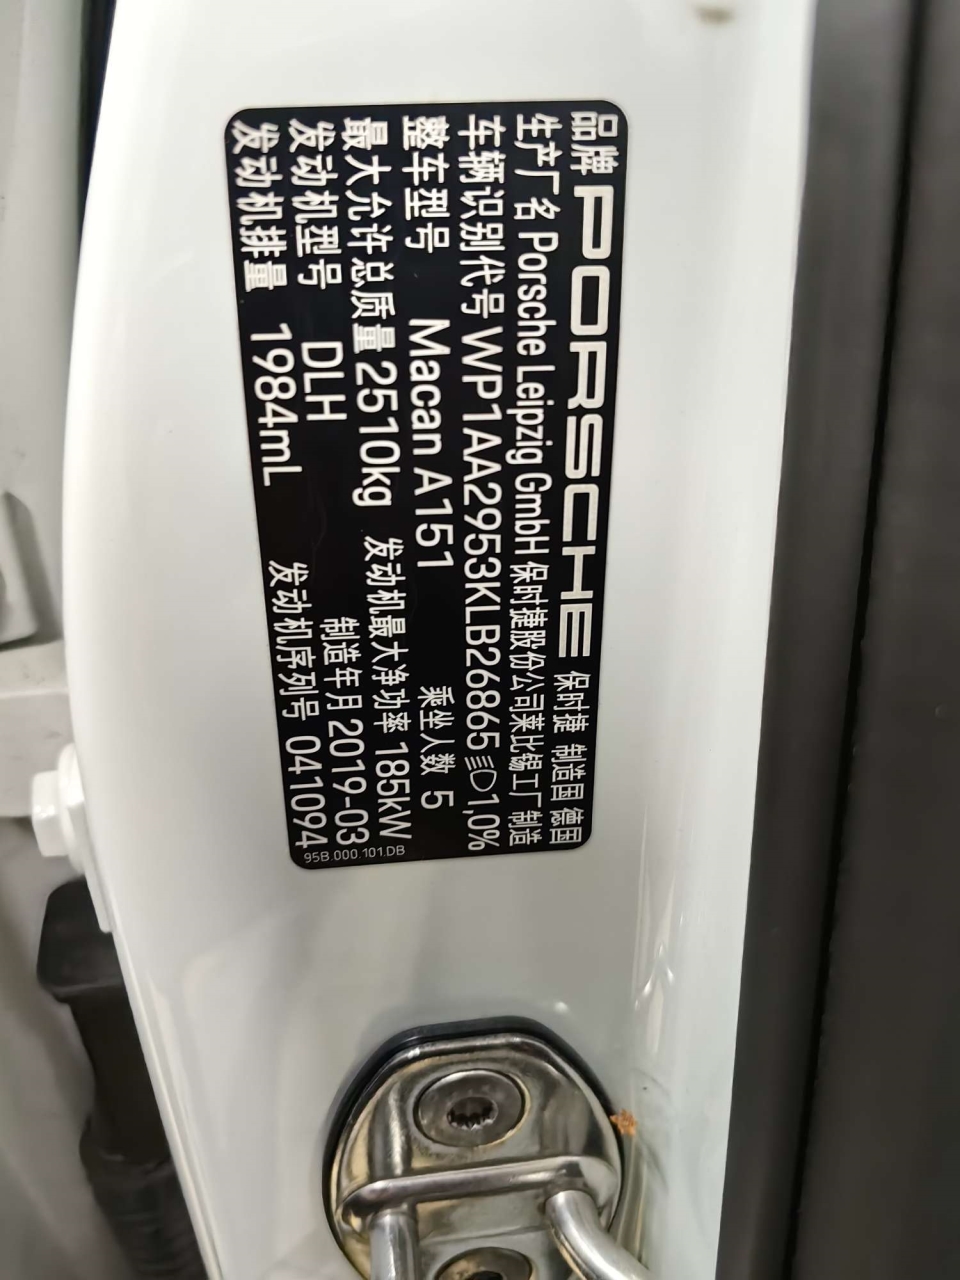 品牌 PORSCHE 保时捷 制造国 德国
生产厂名 Porsche Leipzig GmbH 保时捷股份公司莱比锡工厂 制造
车辆识别代号 WP1AA2953KLB26865 1,0%
整车型号 Macan A151 乘坐人数 5
最大允许总质量 2510kg 发动机最大净功率 185kW
发动机型号 DLH 制造年月 2019-03
发动机排量 1984mL 发动机序列号 041094
95B.000.101.DB